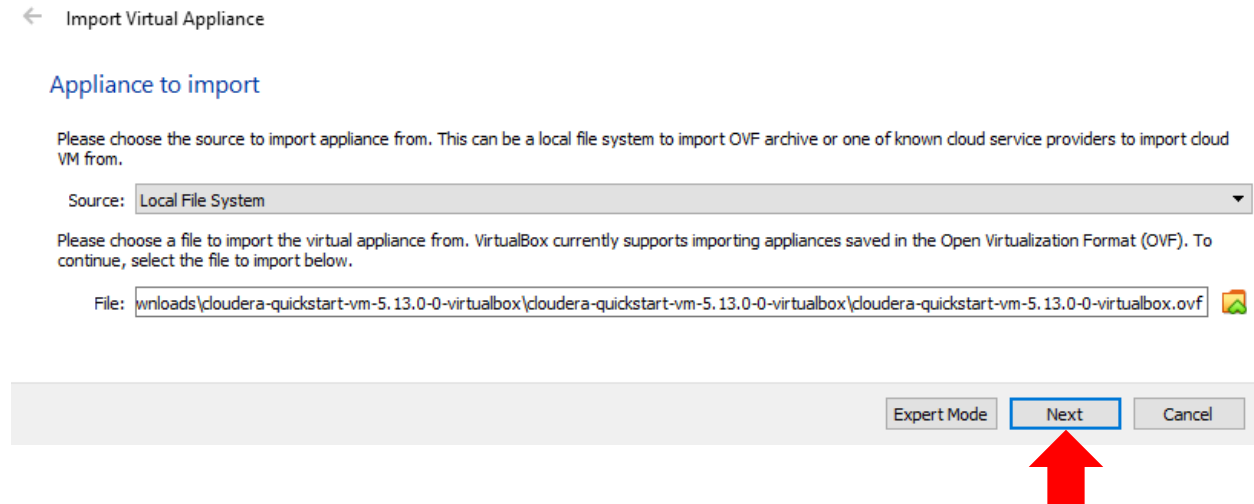 Import Virtual Appliance
Appliance to import
Please choose the source to import appliance from. This can be a local file system to import OVF archive or one of known cloud service providers to import cloud
VM from.
Source: Local File System
Please choose a file to import the virtual appliance from. VirtualBox currently supports importing appliances saved in the Open Virtualization Format (OVF). To
continue, select the file to import below.
File: wnloads\cloudera-quickstart-vm-5.13.0-0-virtualbox\cloudera-quickstart-vm-5.13.0-0-virtualbox\cloudera-quickstart-vm-5.13.0-0-virtualbox.ovf
Expert Mode Next Cancel